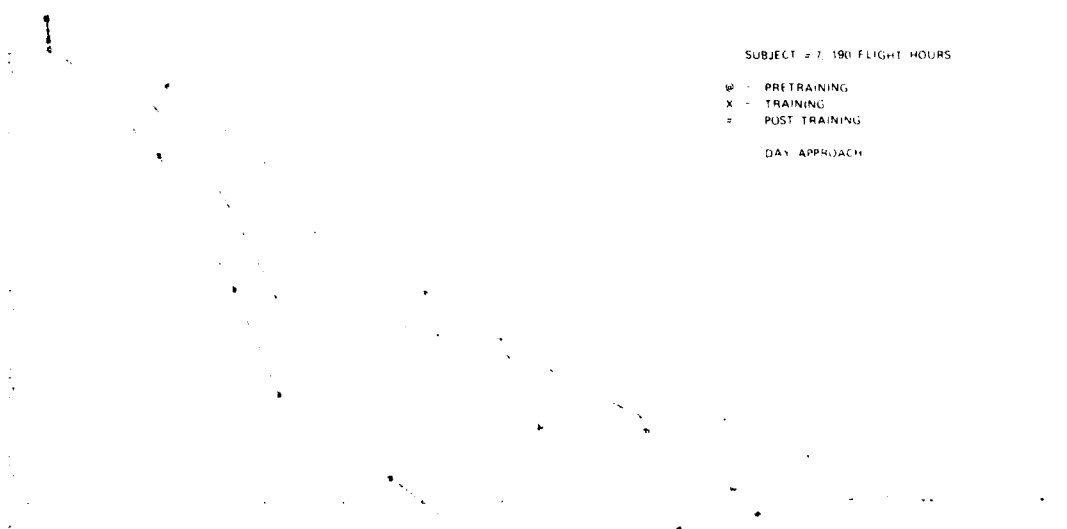 SUBJECT = 7, 190 FLIGHT HOURS
@ - PRETRAINING
X - TRAINING
= POST TRAINING
DAY APPROACH